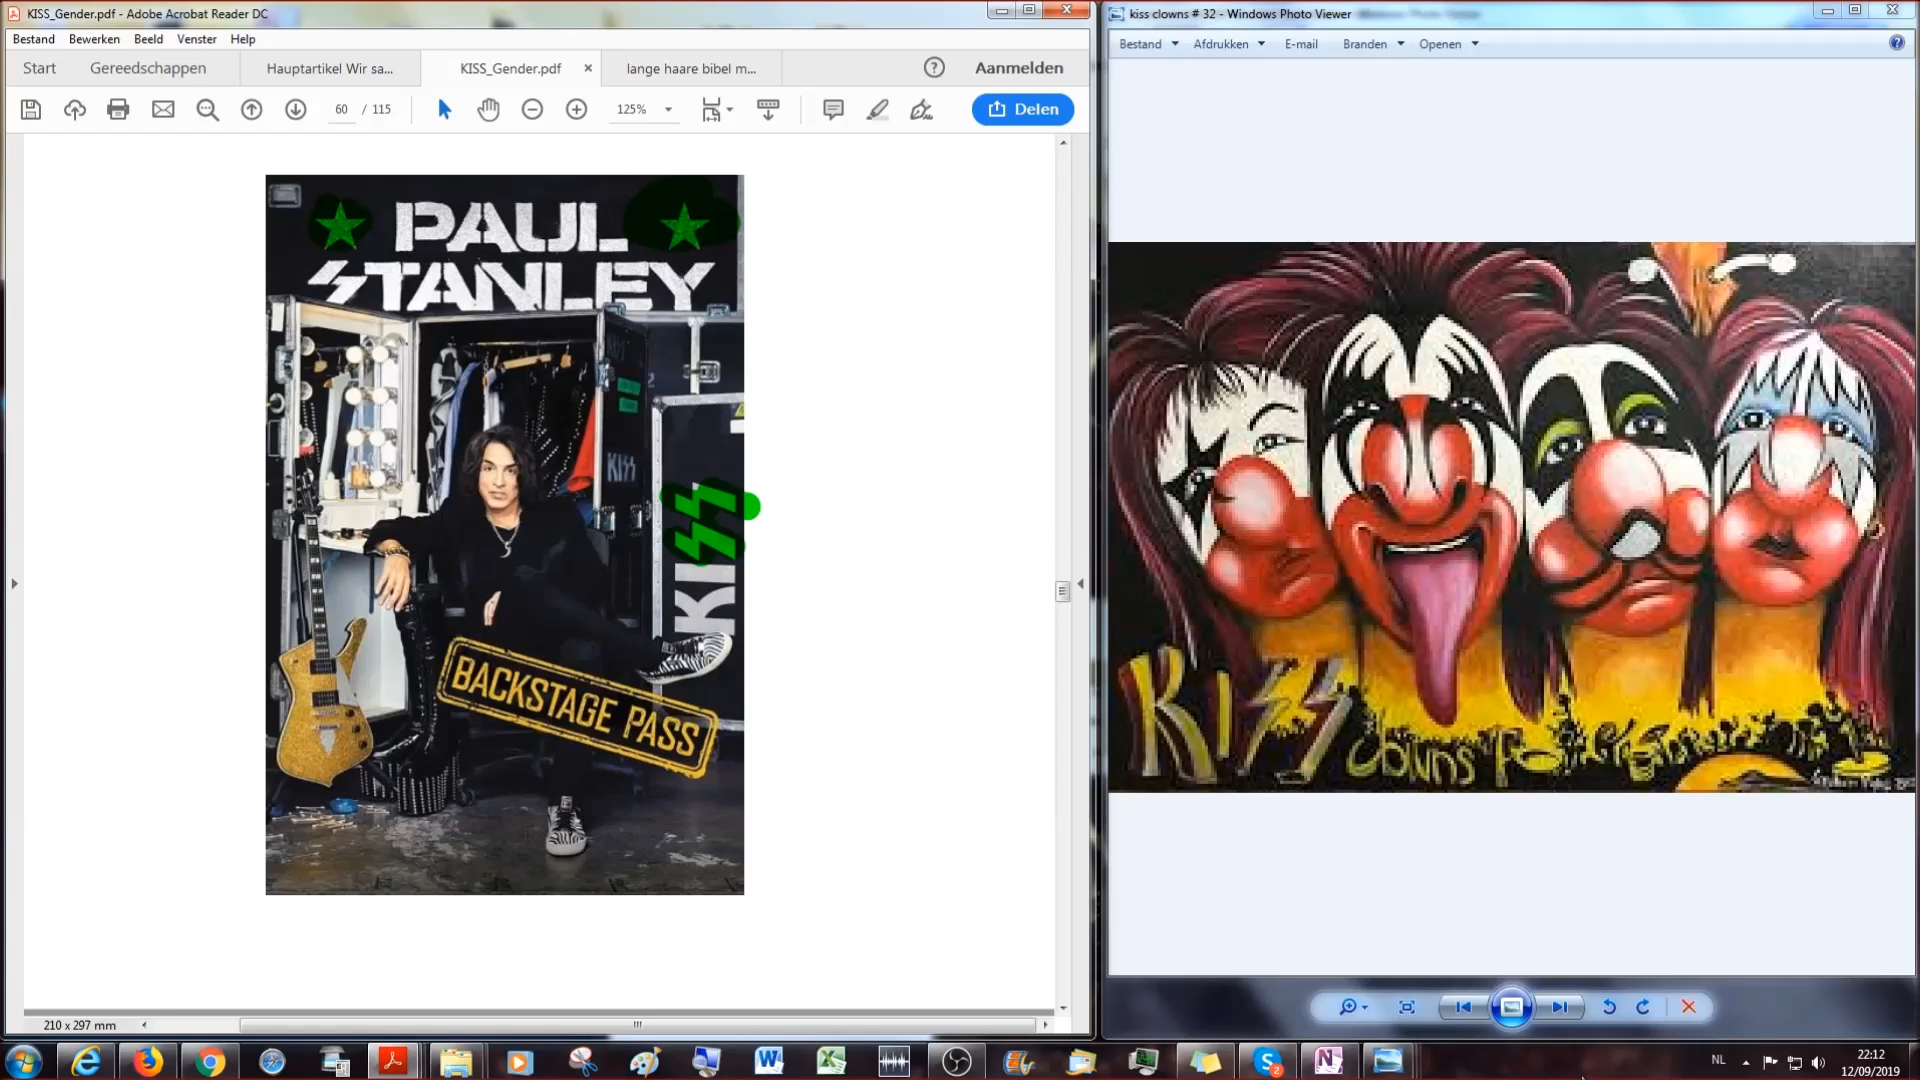 KISS_Gender.pdf - Adobe Acrobat Reader DC
Bestand Bewerken Beeld Venster Help
Start Gereedschappen Hauptartikel Wir sa... KISS_Gender.pdf × lange haare bibel m... Aanmelden
60 / 115 125% Delen
PAUL
STANLEY
KISS
KISS
BACKSTAGE PASS
210 x 297 mm
kiss clowns # 32 - Windows Photo Viewer
Bestand Afdrukken E-mail Branden Openen
KISS
NL
22:12
12/09/2019
2